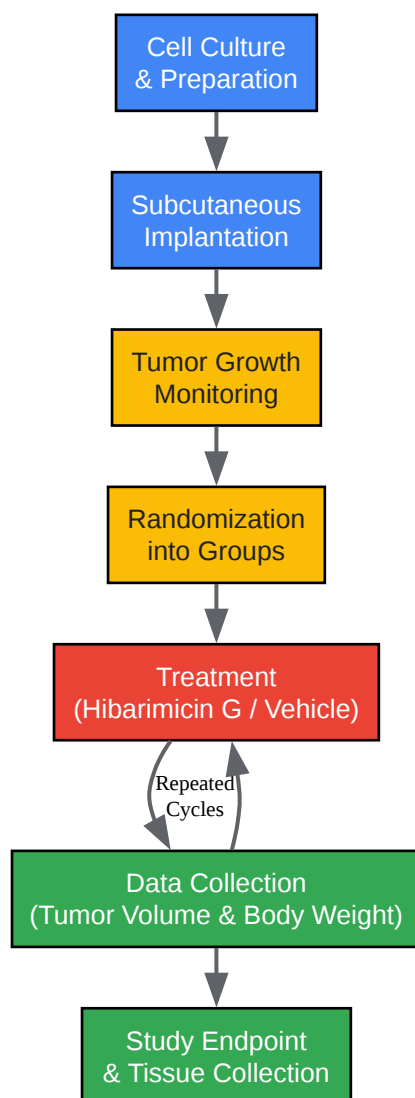 Cell Culture
& Preparation
Subcutaneous
Implantation
Tumor Growth
Monitoring
Randomization
into Groups
Treatment
(Hibarimicin G / Vehicle)
Repeated
Cycles
Data Collection
(Tumor Volume & Body Weight)
Study Endpoint
& Tissue Collection